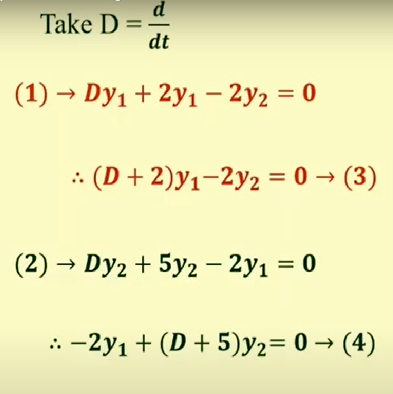 Take D = d/dt
(1) → Dy₁ + 2y₁ − 2y₂ = 0
∴ (D + 2)y₁−2y₂ = 0 → (3)
(2) → Dy₂ + 5y₂ − 2y₁ = 0
∴ −2y₁ + (D + 5)y₂= 0 → (4)